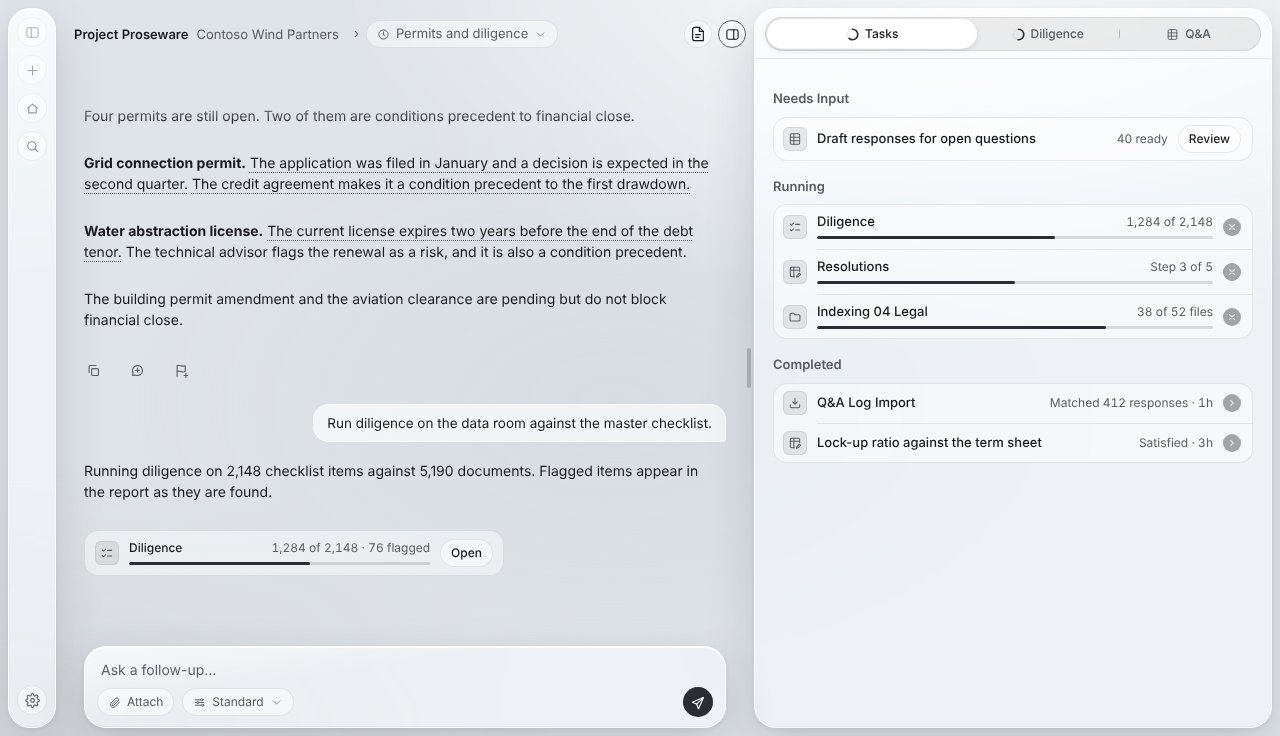 Project Proseware Contoso Wind Partners › Permits and diligence
Four permits are still open. Two of them are conditions precedent to financial close.
Grid connection permit. The application was filed in January and a decision is expected in the
second quarter. The credit agreement makes it a condition precedent to the first drawdown.
Water abstraction license. The current license expires two years before the end of the debt
tenor. The technical advisor flags the renewal as a risk, and it is also a condition precedent.
The building permit amendment and the aviation clearance are pending but do not block
financial close.
Run diligence on the data room against the master checklist.
Running diligence on 2,148 checklist items against 5,190 documents. Flagged items appear in
the report as they are found.
Diligence 1,284 of 2,148 · 76 flagged Open
Ask a follow-up...
Attach Standard
Tasks Diligence Q&A
Needs Input
Draft responses for open questions 40 ready Review
Running
Diligence 1,284 of 2,148
Resolutions Step 3 of 5
Indexing 04 Legal 38 of 52 files
Completed
Q&A Log Import Matched 412 responses · 1h
Lock-up ratio against the term sheet Satisfied · 3h